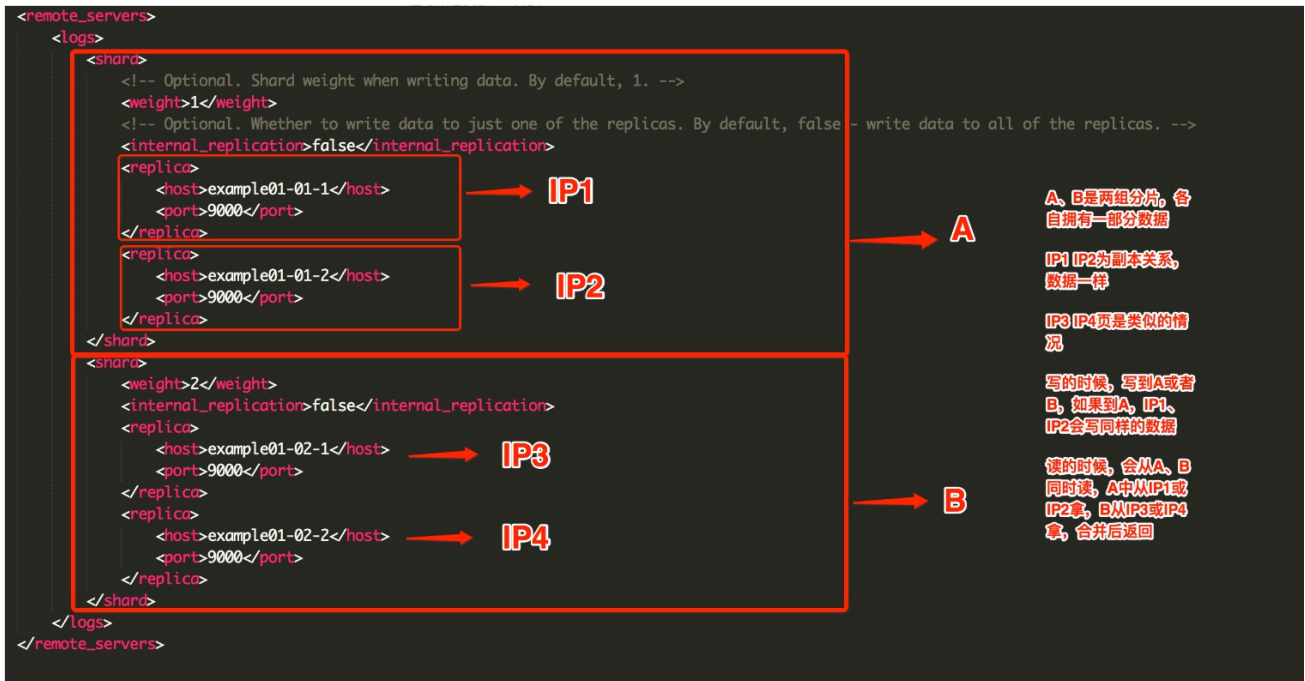 <remote_servers>
<logs>
<shard>
<!-- Optional. Shard weight when writing data. By default, 1. -->
<weight>1</weight>
<!-- Optional. Whether to write data to just one of the replicas. By default, false - write data to all of the replicas. -->
<internal_replication>false</internal_replication>
<replica>
<host>example01-01-1</host>
<port>9000</port>
</replica>
IP1
<replica>
<host>example01-01-2</host>
<port>9000</port>
</replica>
IP2
</shard>
A
<shard>
<weight>2</weight>
<internal_replication>false</internal_replication>
<replica>
<host>example01-02-1</host>
<port>9000</port>
</replica>
IP3
<replica>
<host>example01-02-2</host>
<port>9000</port>
</replica>
IP4
</shard>
B
</logs>
</remote_servers>
A、B是两组分片，各
自拥有一部分数据
IP1 IP2为副本关系，
数据一样
IP3 IP4页是类似的情
况
写的时候，写到A或者
B，如果到A，IP1、
IP2会写同样的数据
读的时候，会从A、B
同时读，A中从IP1或
IP2拿，B从IP3或IP4
拿，合并后返回